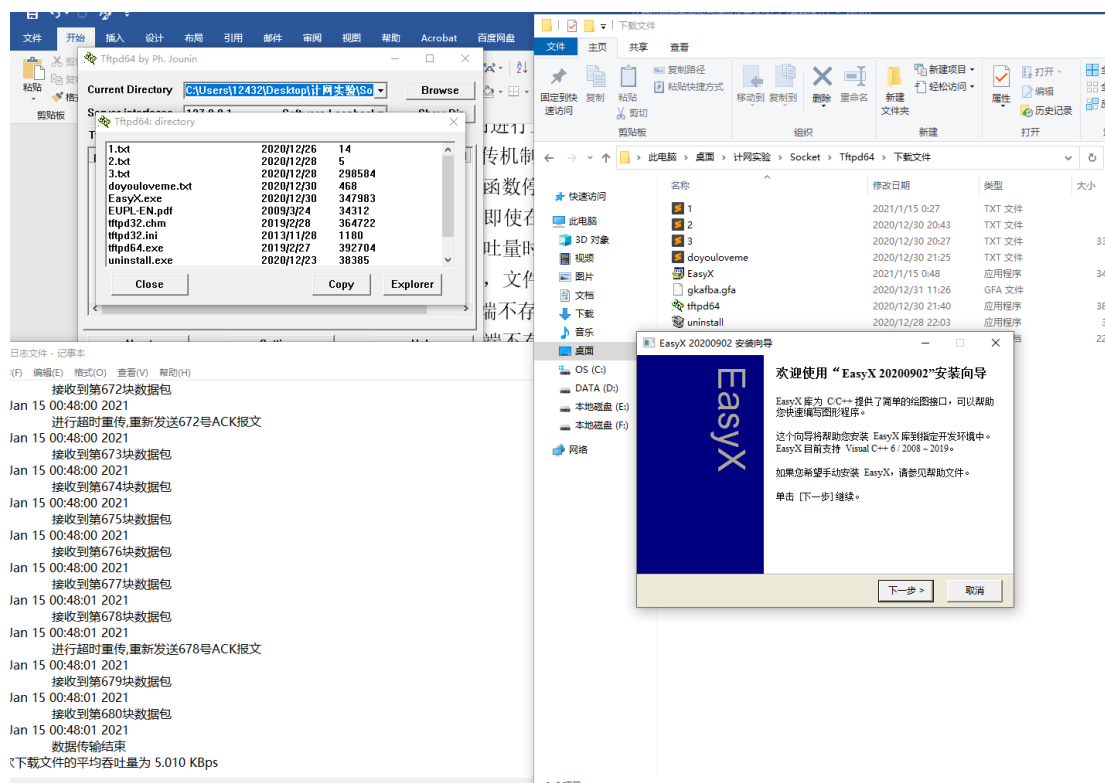 文件 开始 插入 设计 布局 引用 邮件 审阅 视图 帮助 Acrobat 百度网盘
粘贴
剪贴板
Tftpd64 by Ph. Jounin
Current Directory C:\Users\12432\Desktop\计网实验\So Browse
Tftpd64: directory
1.txt 2020/12/26 14
2.txt 2020/12/28 5
3.txt 2020/12/28 298584
doyouloveme.txt 2020/12/30 468
EasyX.exe 2020/12/30 347983
EUPL-EN.pdf 2009/3/24 34312
tftpd32.chm 2019/2/28 364722
tftpd32.ini 2013/11/28 1180
tftpd64.exe 2019/2/27 392704
uninstall.exe 2020/12/23 38385
Close Copy Explorer
传机制
函数停
即使在
吐量时
，文件
端不存
日志文件 - 记事本
(F) 编辑(E) 格式(O) 查看(V) 帮助(H)
接收到第672块数据包
Jan 15 00:48:00 2021
进行超时重传,重新发送672号ACK报文
Jan 15 00:48:00 2021
接收到第673块数据包
Jan 15 00:48:00 2021
接收到第674块数据包
Jan 15 00:48:00 2021
接收到第675块数据包
Jan 15 00:48:00 2021
接收到第676块数据包
Jan 15 00:48:00 2021
接收到第677块数据包
Jan 15 00:48:01 2021
接收到第678块数据包
Jan 15 00:48:01 2021
进行超时重传,重新发送678号ACK报文
Jan 15 00:48:01 2021
接收到第679块数据包
Jan 15 00:48:01 2021
接收到第680块数据包
Jan 15 00:48:01 2021
数据传输结束
下载文件的平均吞吐量为 5.010 KBps
下载文件
文件 主页 共享 查看
固定到快速访问
复制
粘贴
复制路径
粘贴快捷方式
剪切
移动到 复制到 删除 重命名
新建文件夹
新建项目
轻松访问
属性
打开
编辑
历史记录
剪贴板 组织 新建 打开
此电脑 › 桌面 › 计网实验 › Socket › Tftpd64 › 下载文件
名称 修改日期 类型 大小
1 2021/1/15 0:27 TXT 文件
2 2020/12/30 20:43 TXT 文件
3 2020/12/30 20:27 TXT 文件 33
doyouloveme 2020/12/30 21:25 TXT 文件
EasyX 2021/1/15 0:48 应用程序 34
gkafba.gfa 2020/12/31 11:26 GFA 文件
tftpd64 2020/12/30 21:40 应用程序 38
uninstall 2020/12/28 22:03 应用程序 3
22
快速访问
此电脑
3D 对象
视频
图片
文档
下载
音乐
桌面
OS (C:)
DATA (D:)
本地磁盘 (E:)
本地磁盘 (F:)
网络
EasyX 20200902 安装向导
EasyX
欢迎使用“EasyX 20200902”安装向导
EasyX 库为 C/C++ 提供了简单的绘图接口，可以帮助
您快速编写图形程序。
这个向导将帮助您安装 EasyX 库到指定开发环境中。
EasyX 目前支持 Visual C++ 6 / 2008 ~ 2019。
如果您希望手动安装 EasyX，请参见帮助文件。
单击 [下一步] 继续。
下一步 > 取消